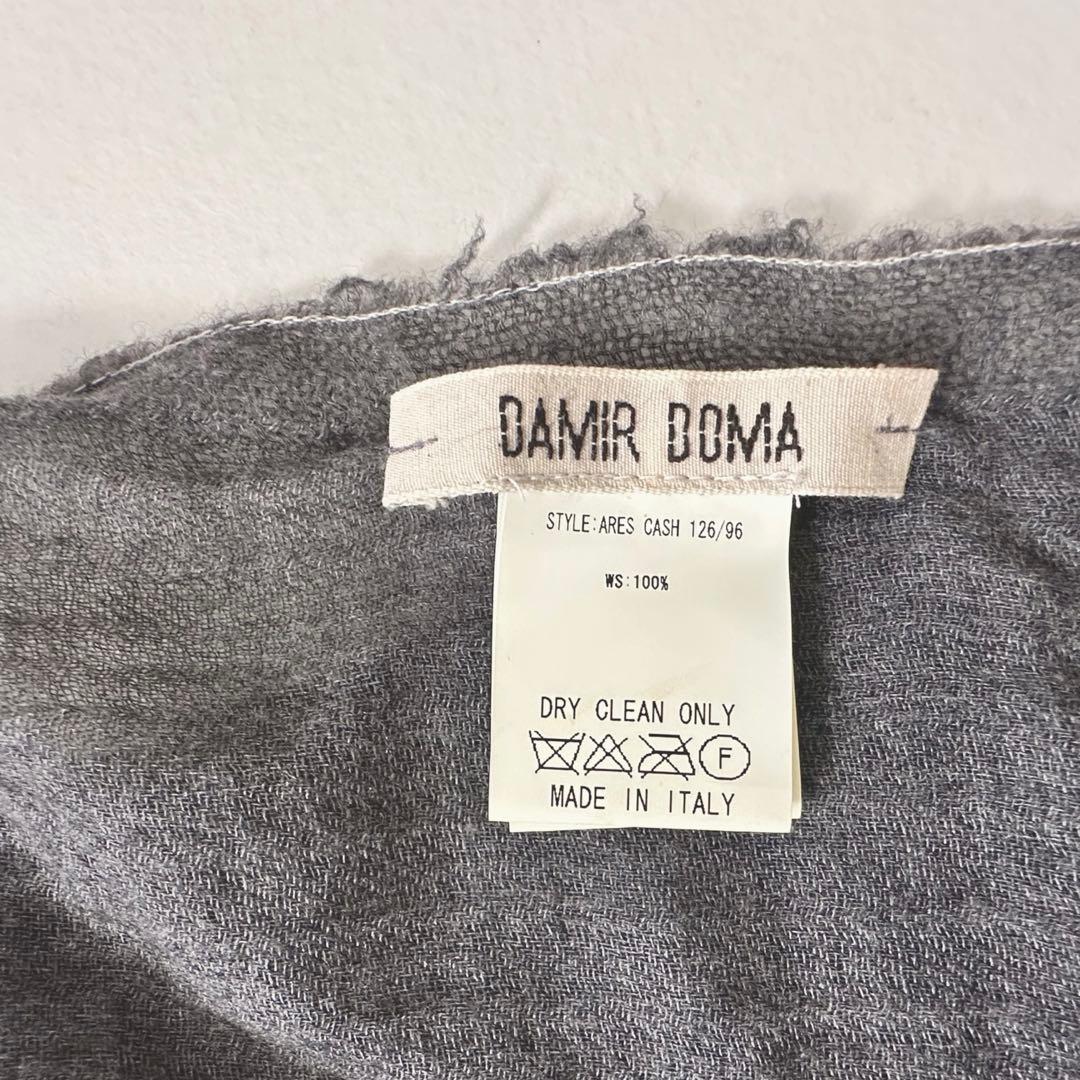 DAMIR DOMA
STYLE:ARES CASH 126/96
WS:100%
DRY CLEAN ONLY
F
MADE IN ITALY